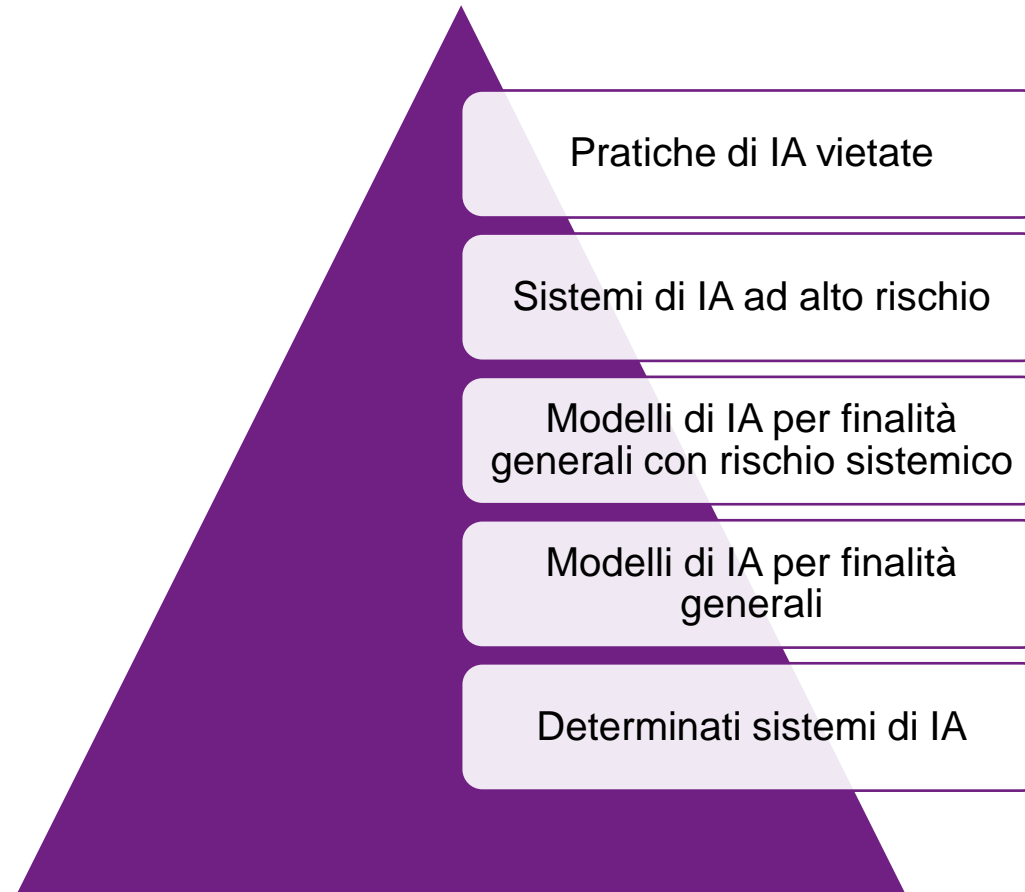 Pratiche di IA vietate
Sistemi di IA ad alto rischio
Modelli di IA per finalità
generali con rischio sistemico
Modelli di IA per finalità
generali
Determinati sistemi di IA